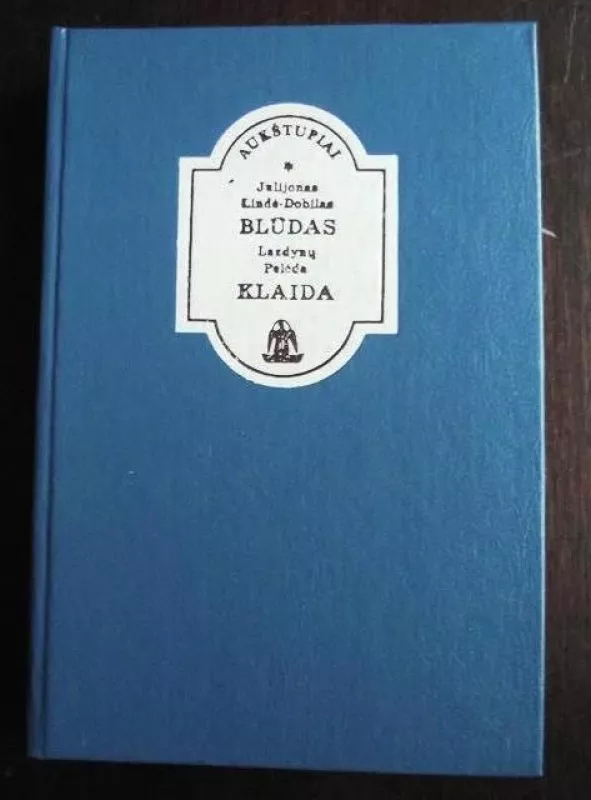 AUKŠTUPIAI
*
Julijonas
Lindė-Dobilas
BLŪDAS
Lazdynų
Pelėda
KLAIDA